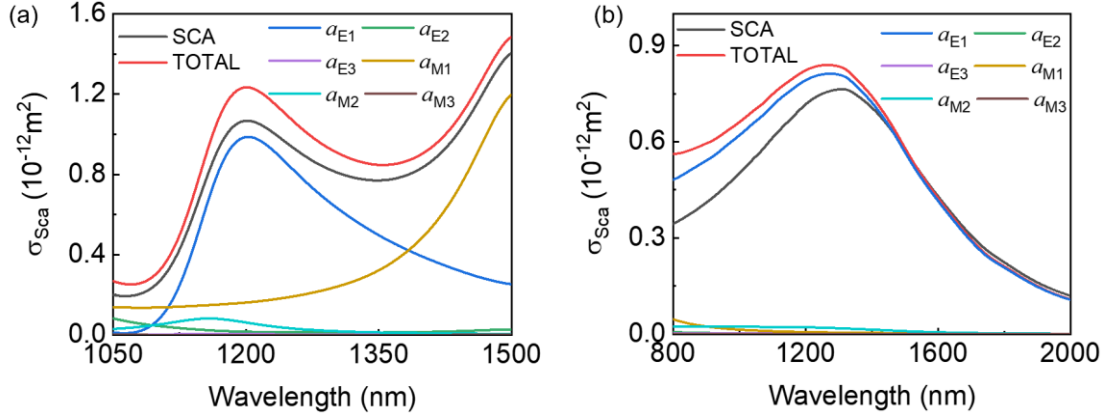 (a)
1.6
1.2
0.8
0.4
0.0
σSca (10-12m2)
SCA
TOTAL
aE1 aE2
aE3 aM1
aM2 aM3
1050 1200 1350 1500
Wavelength (nm)
(b)
0.9
0.6
0.3
0.0
σSca (10-12m2)
SCA
TOTAL
aE1 aE2
aE3 aM1
aM2 aM3
800 1200 1600 2000
Wavelength (nm)